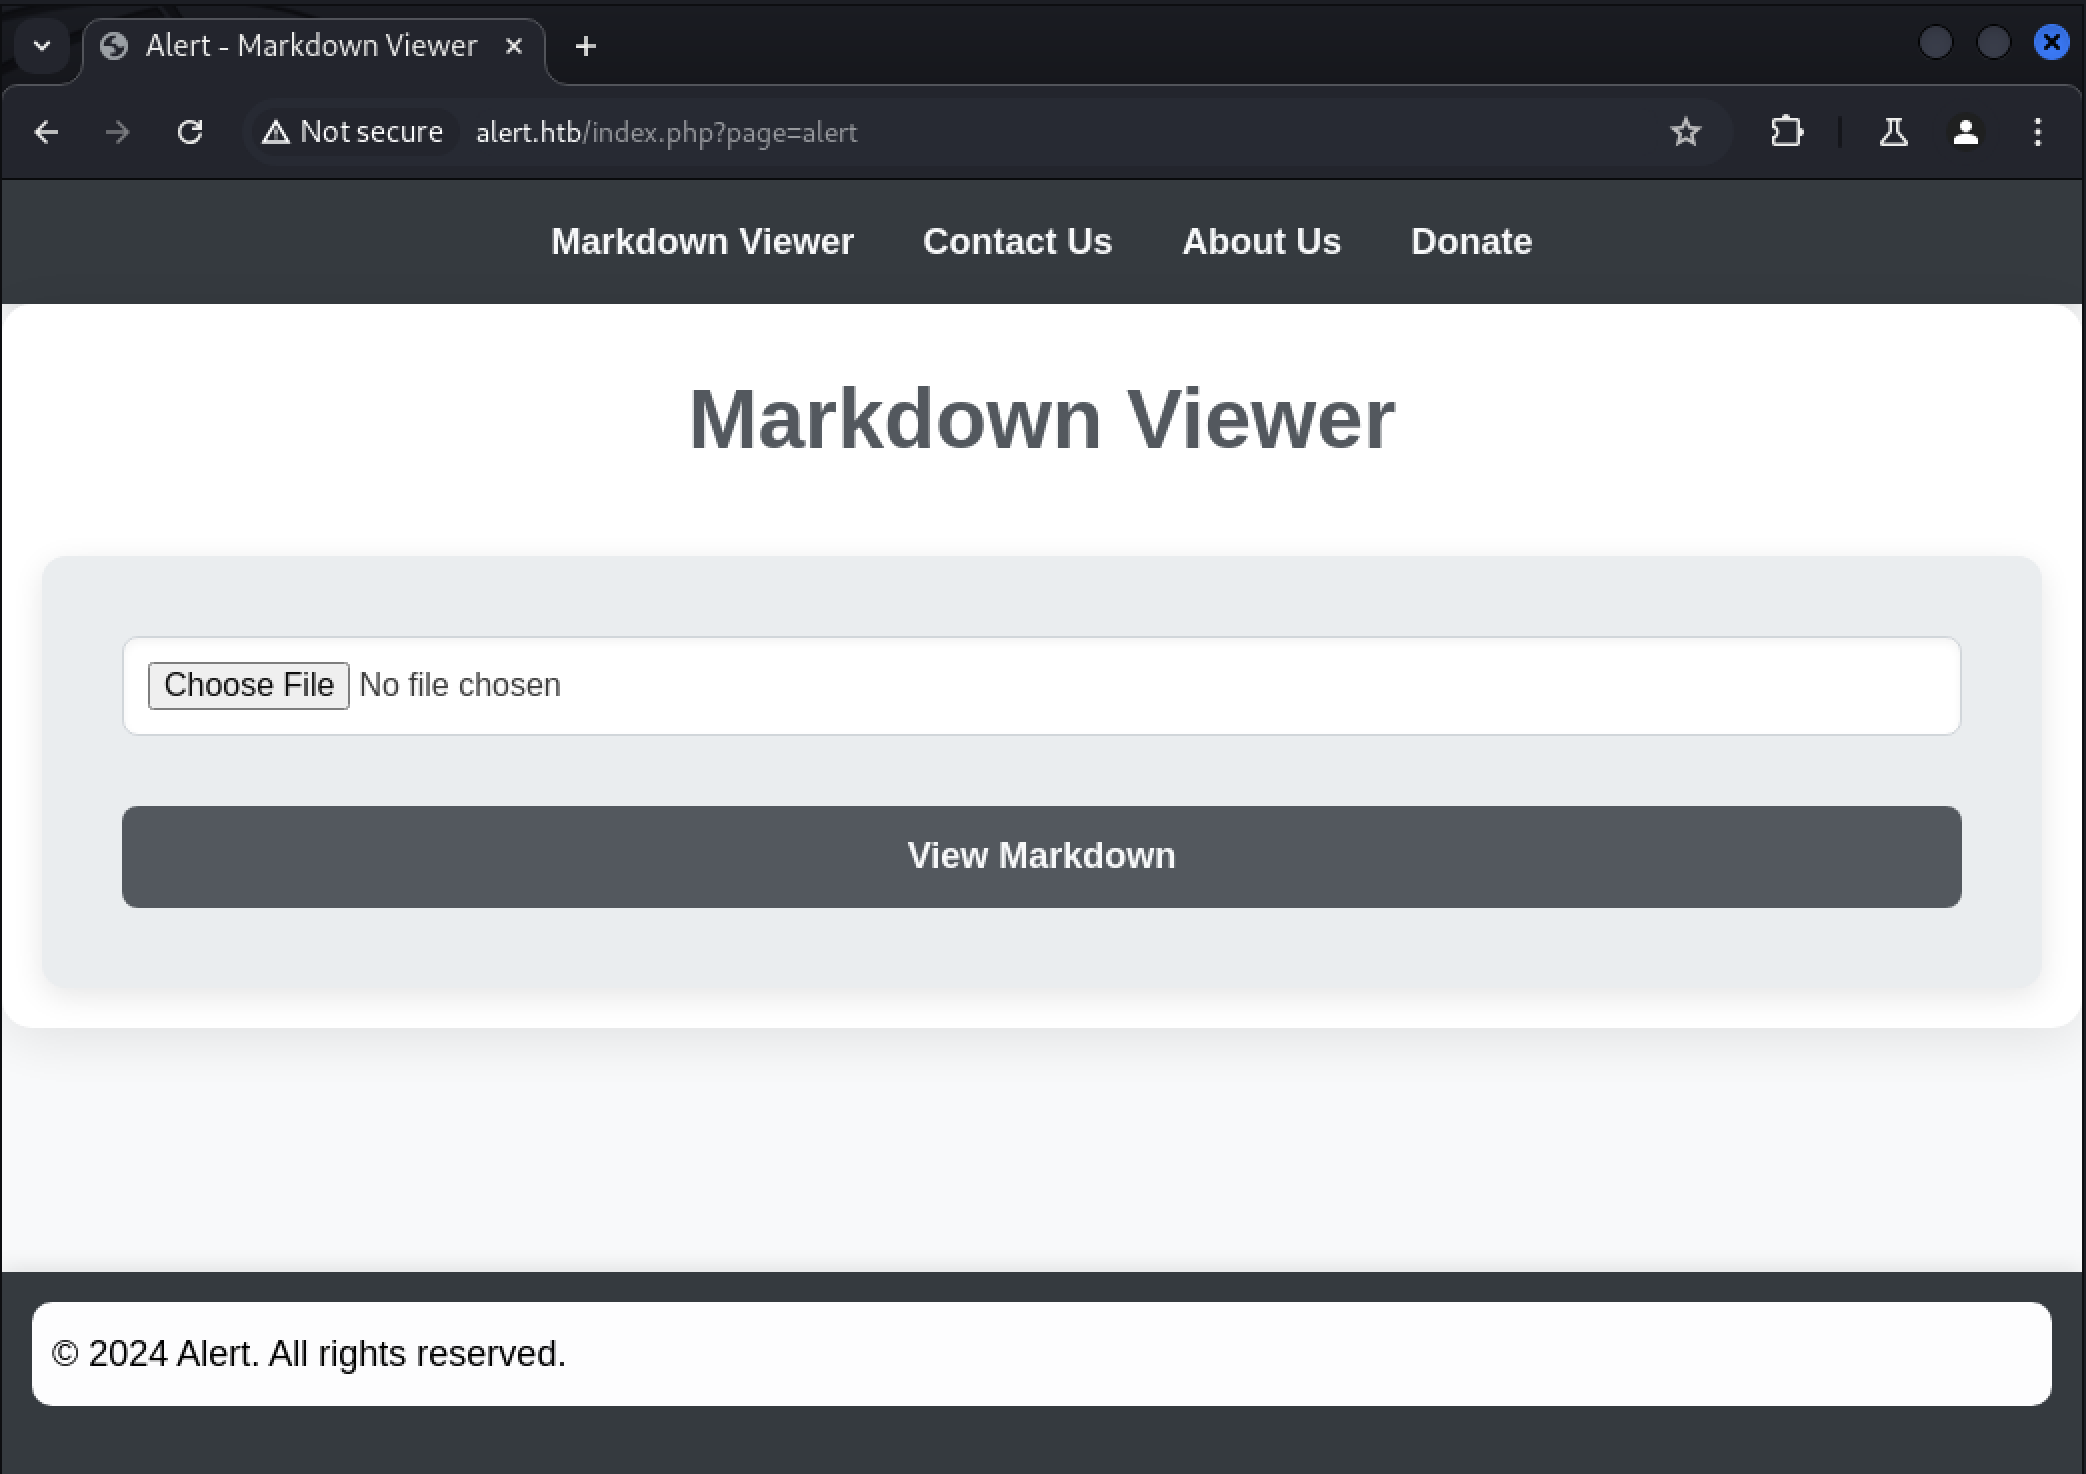 Alert - Markdown Viewer
Not secure alert.htb/index.php?page=alert
Markdown Viewer Contact Us About Us Donate
Markdown Viewer
Choose File No file chosen
View Markdown
© 2024 Alert. All rights reserved.